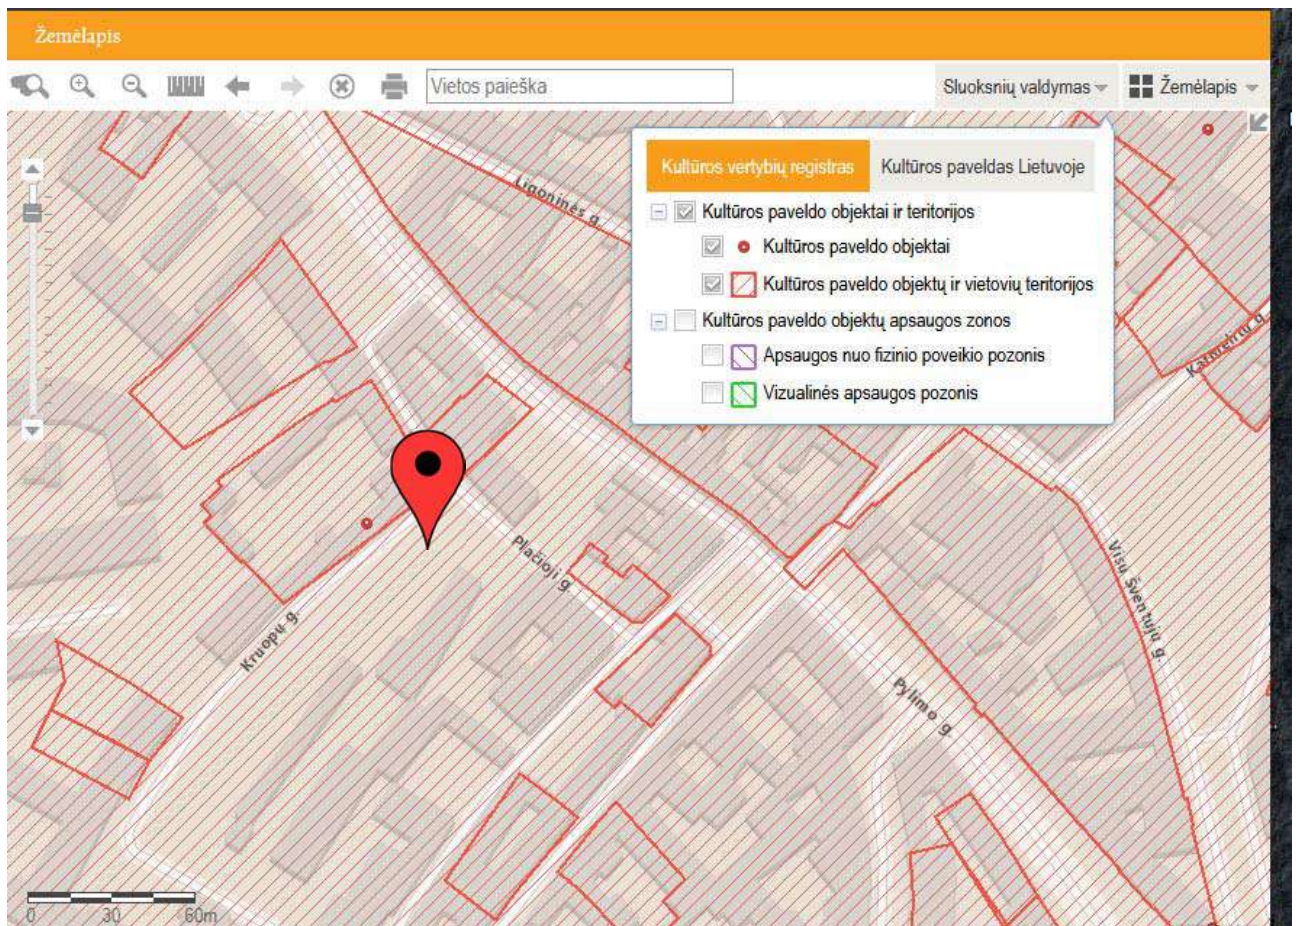 Žemėlapis
Vietos paieška
Sluoksnių valdymas
Žemėlapis
Kultūros vertybių registras
Kultūros paveldas Lietuvoje
Kultūros paveldo objektai ir teritorijos
Kultūros paveldo objektai
Kultūros paveldo objektų ir vietovių teritorijos
Kultūros paveldo objektų apsaugos zonos
Apsaugos nuo fizinio poveikio pozonis
Vizualinės apsaugos pozonis
Ligoninės g.
Plačioji g.
Kruopų g.
Visų Šventųjų g.
Pylimo g.
0 30 60m